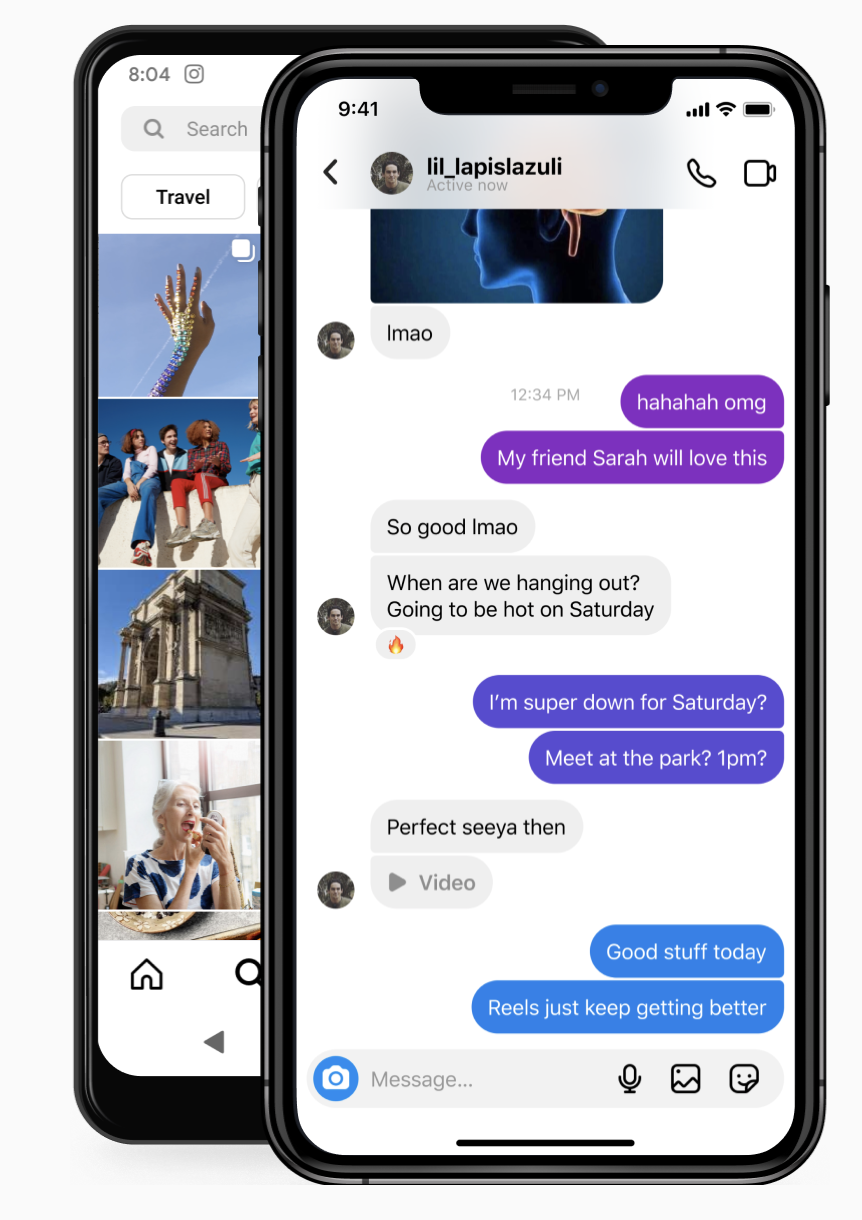 8:04
Search
Travel
9:41
lil_lapislazuli
Active now
lmao
12:34 PM
hahahah omg
My friend Sarah will love this
So good lmao
When are we hanging out?
Going to be hot on Saturday
I’m super down for Saturday?
Meet at the park? 1pm?
Perfect seeya then
Video
Good stuff today
Reels just keep getting better
Message...